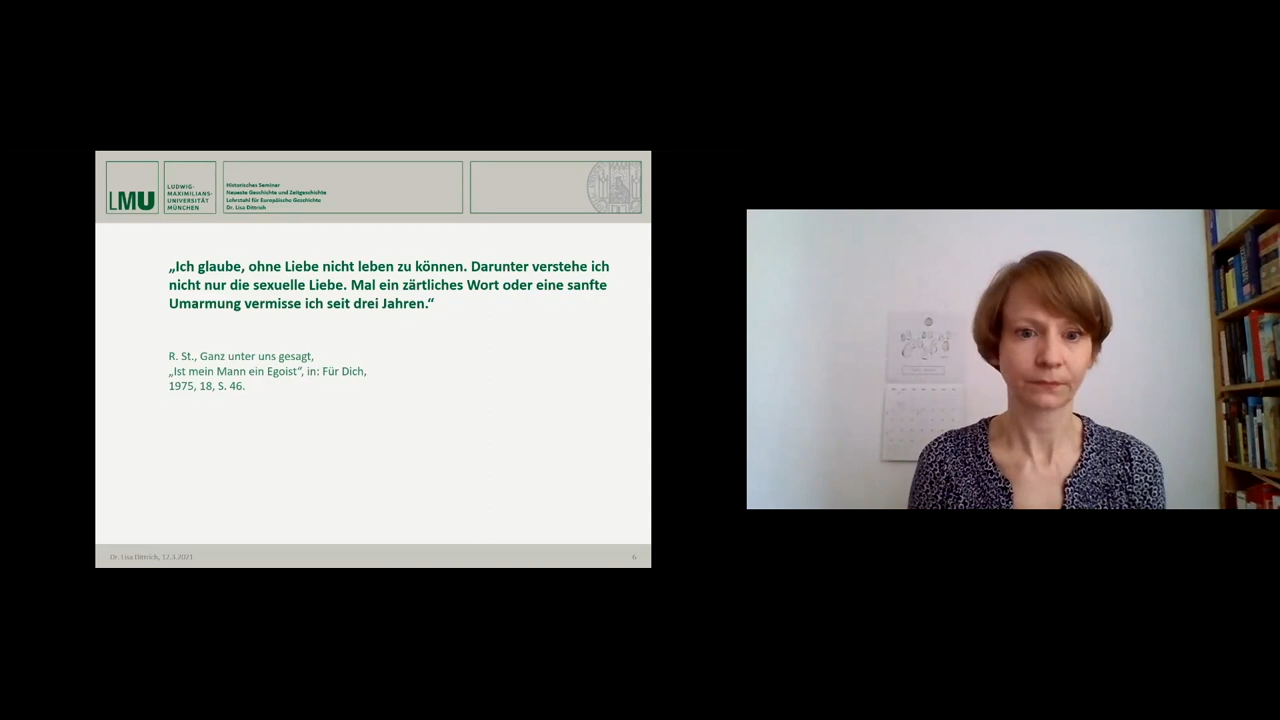 LMU
LUDWIG-
MAXIMILIANS-
UNIVERSITÄT
MÜNCHEN
Historisches Seminar
Neueste Geschichte und Zeitgeschichte
Lehrstuhl für Europäische Geschichte
Dr. Lisa Dittrich
„Ich glaube, ohne Liebe nicht leben zu können. Darunter verstehe ich
nicht nur die sexuelle Liebe. Mal ein zärtliches Wort oder eine sanfte
Umarmung vermisse ich seit drei Jahren.“
R. St., Ganz unter uns gesagt,
„Ist mein Mann ein Egoist“, in: Für Dich,
1975, 18, S. 46.
Dr. Lisa Dittrich, 12.3.2021
6